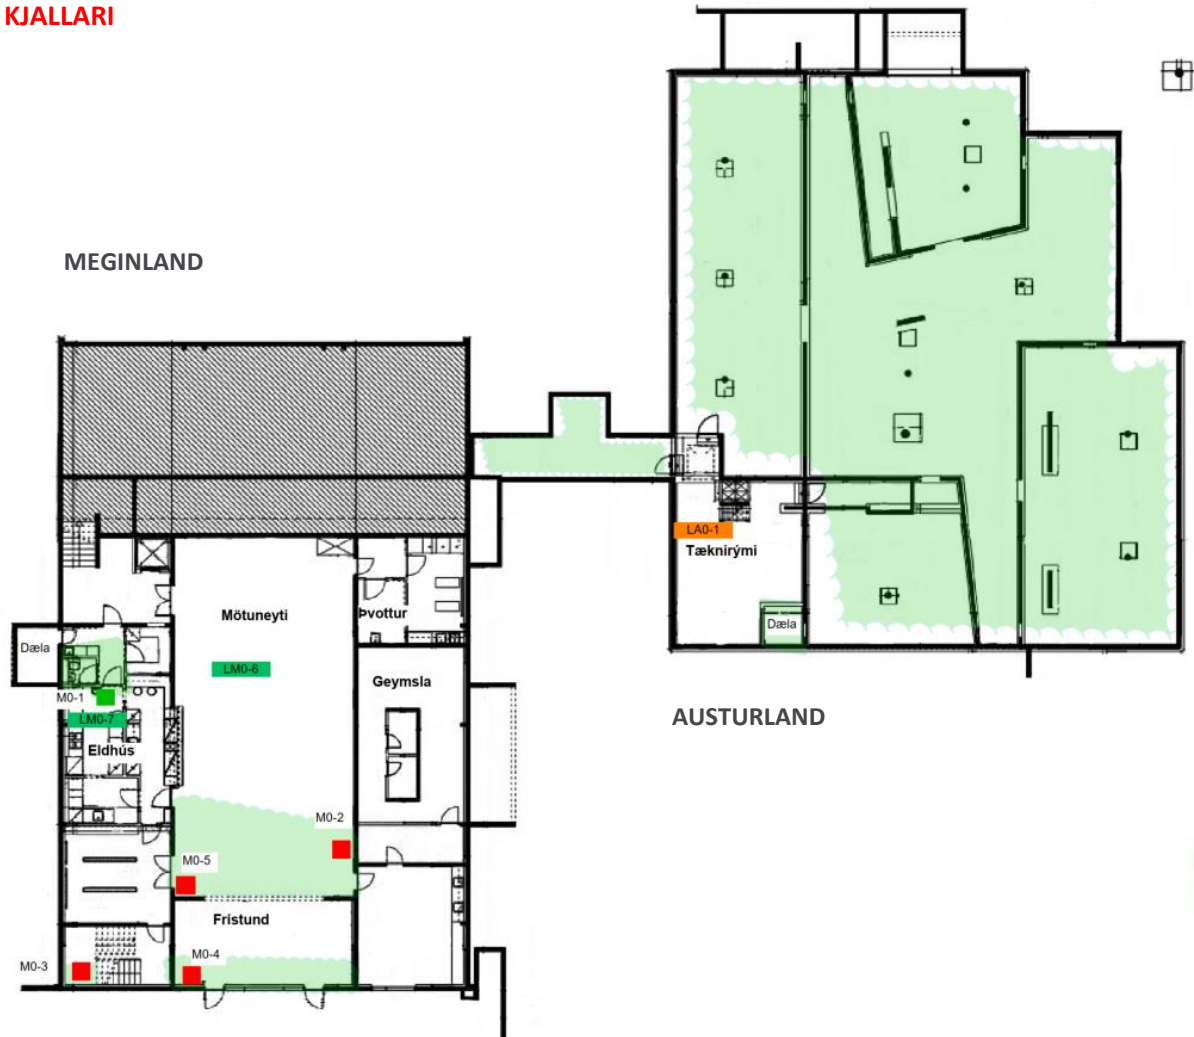 KJALLARI
MEGINLAND
LA0-1
Tæknirými
Mötuneyti
Þvottur
Dæla
Dæla
LM0-6
Geymsla
M0-1
LM0-7
AUSTURLAND
Eldhús
M0-2
M0-5
Frístund
M0-4
M0-3